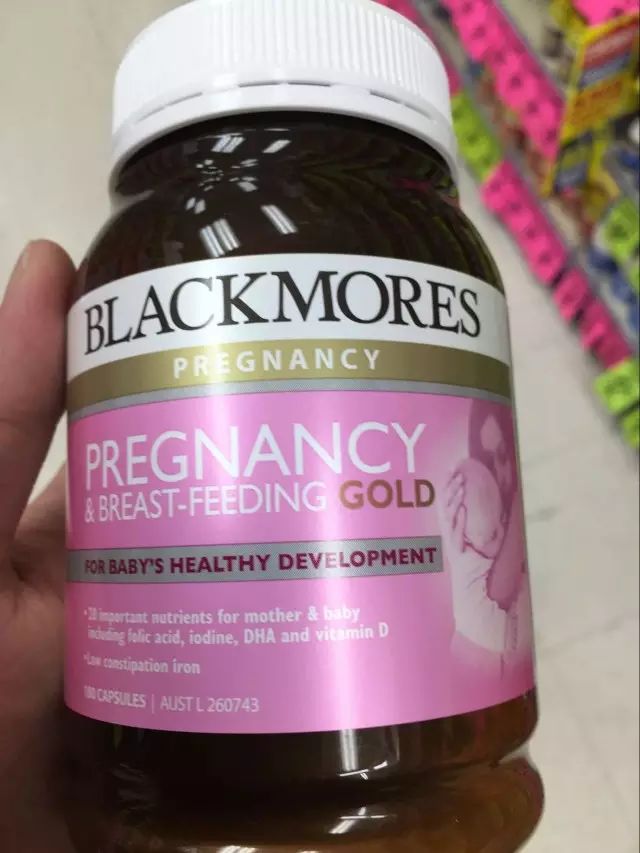 BLACKMORES
PREGNANCY
PREGNANCY
& BREAST-FEEDING GOLD
FOR BABY'S HEALTHY DEVELOPMENT
• 20 important nutrients for mother & baby
including folic acid, iodine, DHA and vitamin D
• Low constipation iron
180 CAPSULES | AUST L 260743